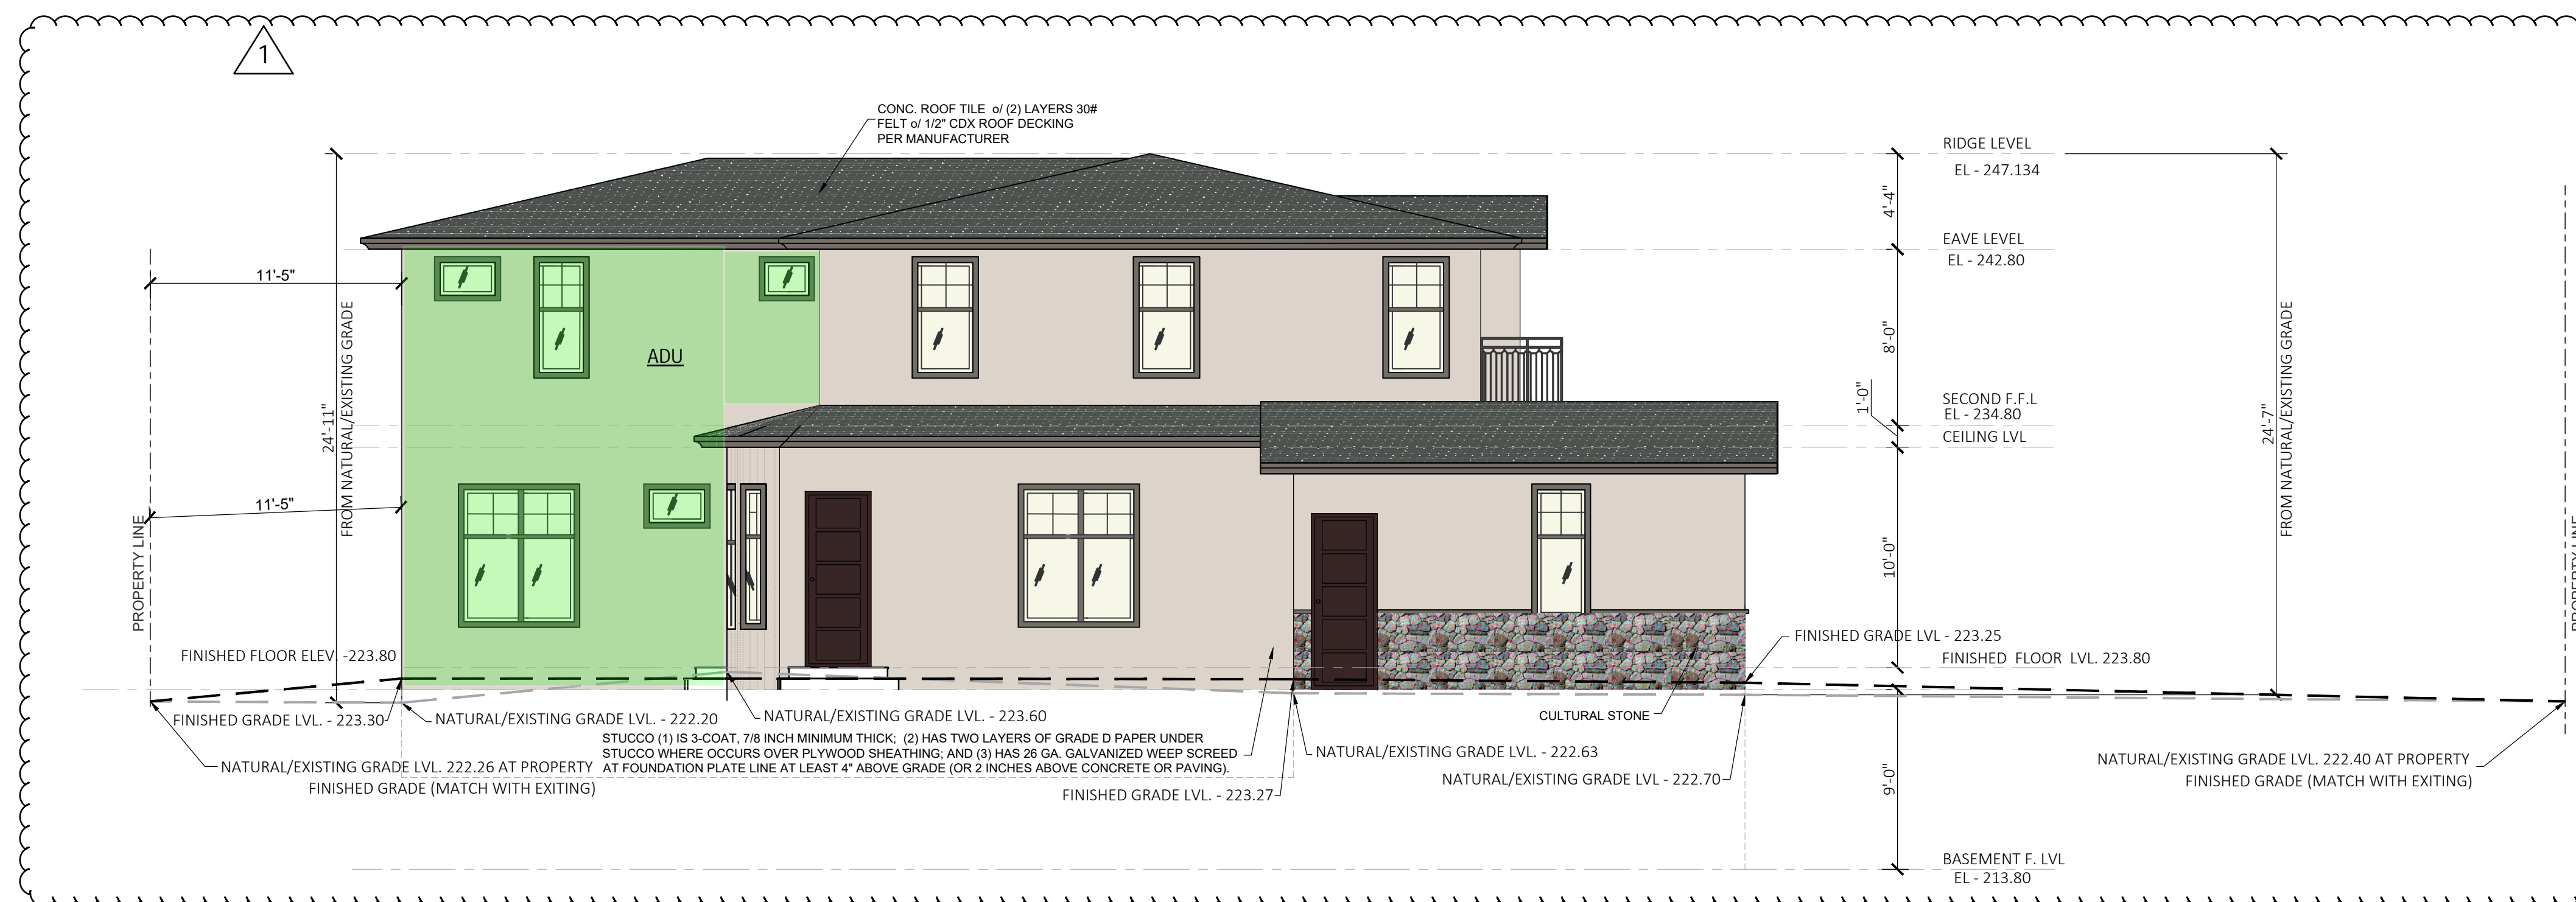 1
CONC. ROOF TILE o/ (2) LAYERS 30#
FELT o/ 1/2" CDX ROOF DECKING
PER MANUFACTURER
RIDGE LEVEL
EL - 247.134
4'-4"
EAVE LEVEL
EL - 242.80
11'-5"
ADU
8'-0"
24'-11"
FROM NATURAL/EXISTING GRADE
1'-0"
SECOND F.F.L
EL - 234.80
CEILING LVL
24'-7"
FROM NATURAL/EXISTING GRADE
11'-5"
10'-0"
PROPERTY LINE
PROPERTY LINE
FINISHED FLOOR ELEV. -223.80
FINISHED GRADE LVL - 223.25
FINISHED FLOOR LVL. 223.80
FINISHED GRADE LVL. - 223.30
NATURAL/EXISTING GRADE LVL. - 222.20
NATURAL/EXISTING GRADE LVL. - 223.60
CULTURAL STONE
STUCCO (1) IS 3-COAT, 7/8 INCH MINIMUM THICK; (2) HAS TWO LAYERS OF GRADE D PAPER UNDER
STUCCO WHERE OCCURS OVER PLYWOOD SHEATHING; AND (3) HAS 26 GA. GALVANIZED WEEP SCREED
AT FOUNDATION PLATE LINE AT LEAST 4" ABOVE GRADE (OR 2 INCHES ABOVE CONCRETE OR PAVING).
NATURAL/EXISTING GRADE LVL. - 222.63
NATURAL/EXISTING GRADE LVL. 222.26 AT PROPERTY
FINISHED GRADE (MATCH WITH EXITING)
NATURAL/EXISTING GRADE LVL - 222.70
FINISHED GRADE LVL. - 223.27
NATURAL/EXISTING GRADE LVL. 222.40 AT PROPERTY
FINISHED GRADE (MATCH WITH EXITING)
9'-0"
BASEMENT F. LVL
EL - 213.80